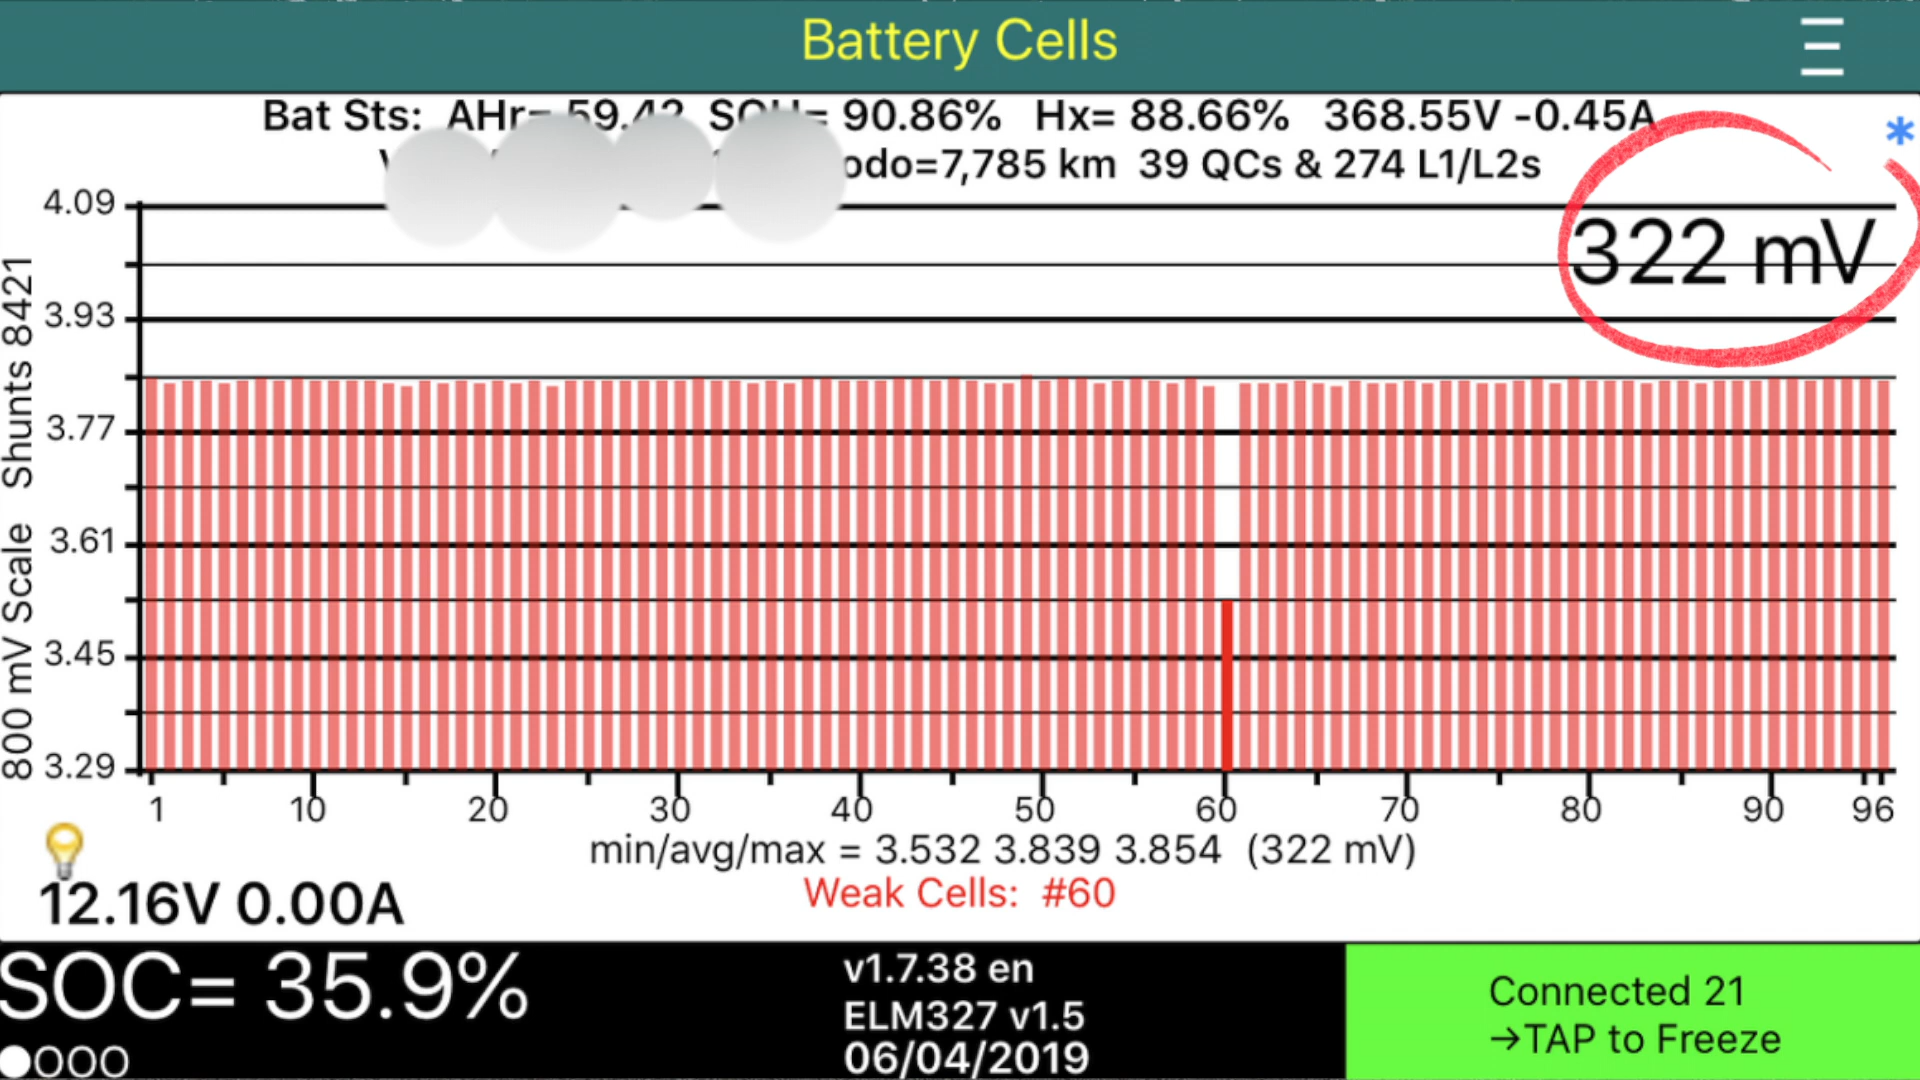 Battery Cells
Bat Sts: AHr= 59.42 SOH= 90.86% Hx= 88.66% 368.55V -0.45A
odo=7,785 km 39 QCs & 274 L1/L2s
322 mV
4.09
3.93
3.77
3.61
3.45
3.29
800 mV Scale Shunts 8421
1 10 20 30 40 50 60 70 80 90 96
min/avg/max = 3.532 3.839 3.854 (322 mV)
Weak Cells: #60
12.16V 0.00A
SOC= 35.9%
v1.7.38 en
ELM327 v1.5
06/04/2019
Connected 21
→TAP to Freeze